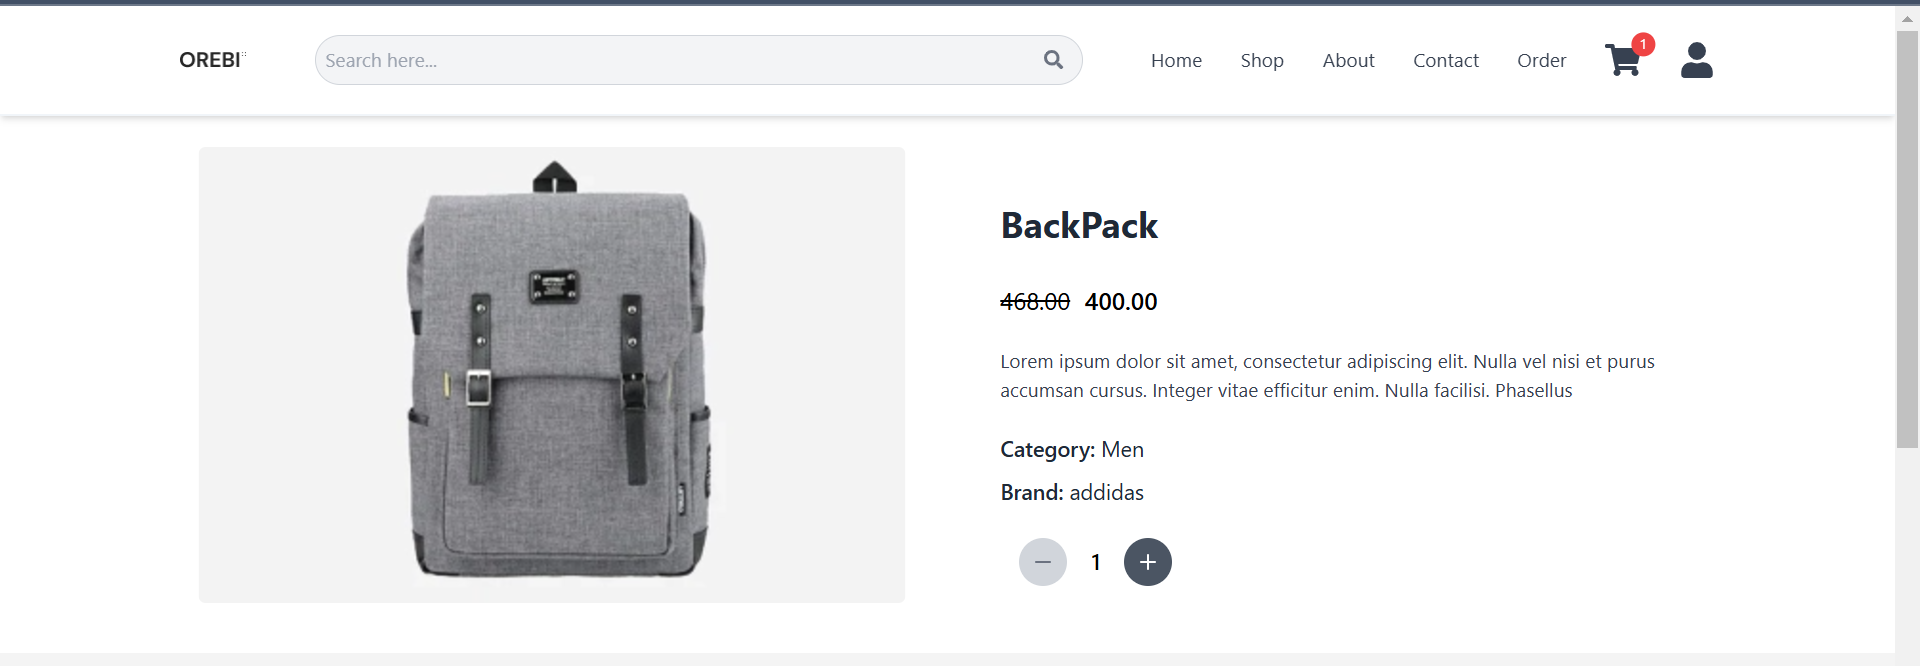 OREBI
Search here...
Home
Shop
About
Contact
Order
1
BackPack
468.00 400.00
Lorem ipsum dolor sit amet, consectetur adipiscing elit. Nulla vel nisi et purus
accumsan cursus. Integer vitae efficitur enim. Nulla facilisi. Phasellus
Category: Men
Brand: addidas
1